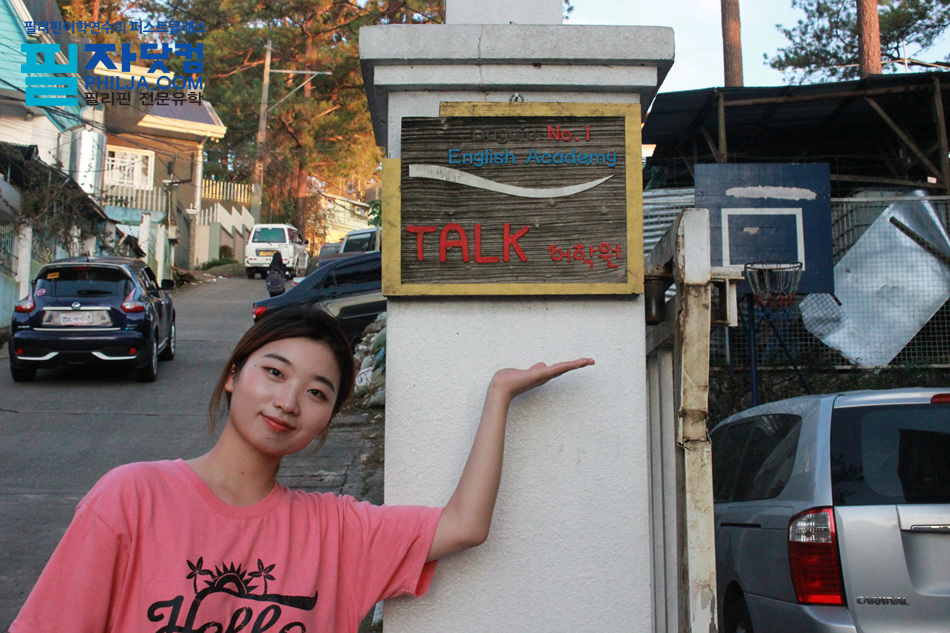 필리핀어학연수의 퍼스트클래스
필자닷컴
PHILJA.COM
필리핀 전문유학
Baguio No.1
English Academy
TALK 어학원
Hello
CARNIVAL